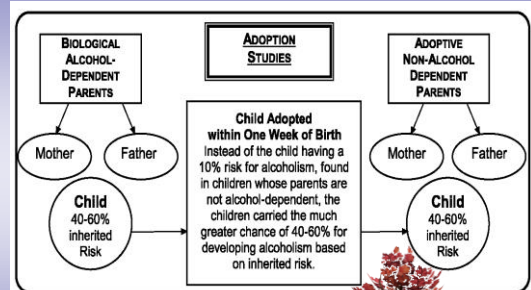 BIOLOGICAL
ALCOHOL-
DEPENDENT
PARENTS
Mother
Father
Child
40-60%
inherited
Risk
ADOPTION
STUDIES
Child Adopted
within One Week of Birth
Instead of the child having a
10% risk for alcoholism, found
in children whose parents are
not alcohol-dependent, the
children carried the much
greater chance of 40-60% for
developing alcoholism based
on inherited risk.
ADOPTIVE
NON-ALCOHOL
DEPENDENT
PARENTS
Mother
Father
Child
40-60%
inherited
Risk